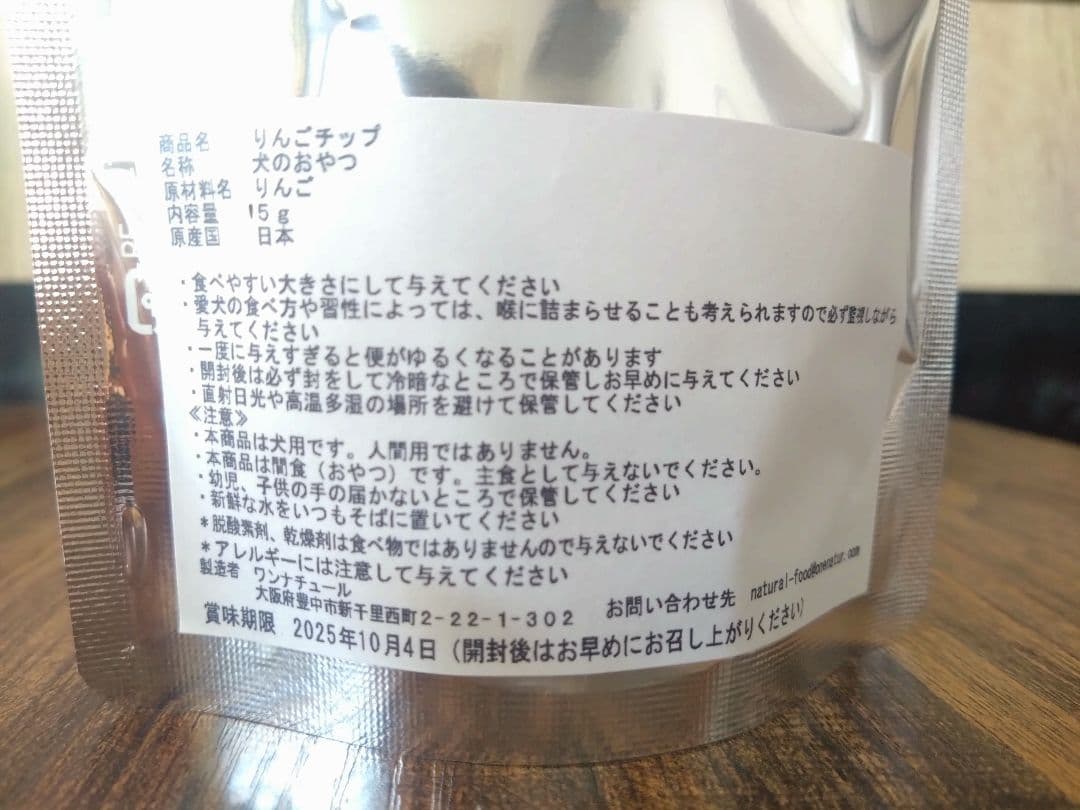 商品名 りんごチップ
名称 犬のおやつ
原材料名 りんご
内容量 15g
原産国 日本
・食べやすい大きさにして与えてください
・愛犬の食べ方や習性によっては、喉に詰まらせることも考えられますので必ず監視しながら
与えてください
・一度に与えすぎると便がゆるくなることがあります
・開封後は必ず封をして冷暗なところで保管しお早めに与えてください
・直射日光や高温多湿の場所を避けて保管してください
≪注意≫
・本商品は犬用です。人間用ではありません。
・本商品は間食(おやつ)です。主食として与えないでください。
・幼児、子供の手の届かないところで保管してください
・新鮮な水をいつもそばに置いてください
*脱酸素剤、乾燥剤は食べ物ではありませんので与えないでください
*アレルギーには注意して与えてください
製造者 ワンナチュール
大阪府豊中市新千里西町2-22-1-302 お問い合わせ先 natural-food@onenatur.com
賞味期限 2025年10月4日(開封後はお早めにお召し上がりください)